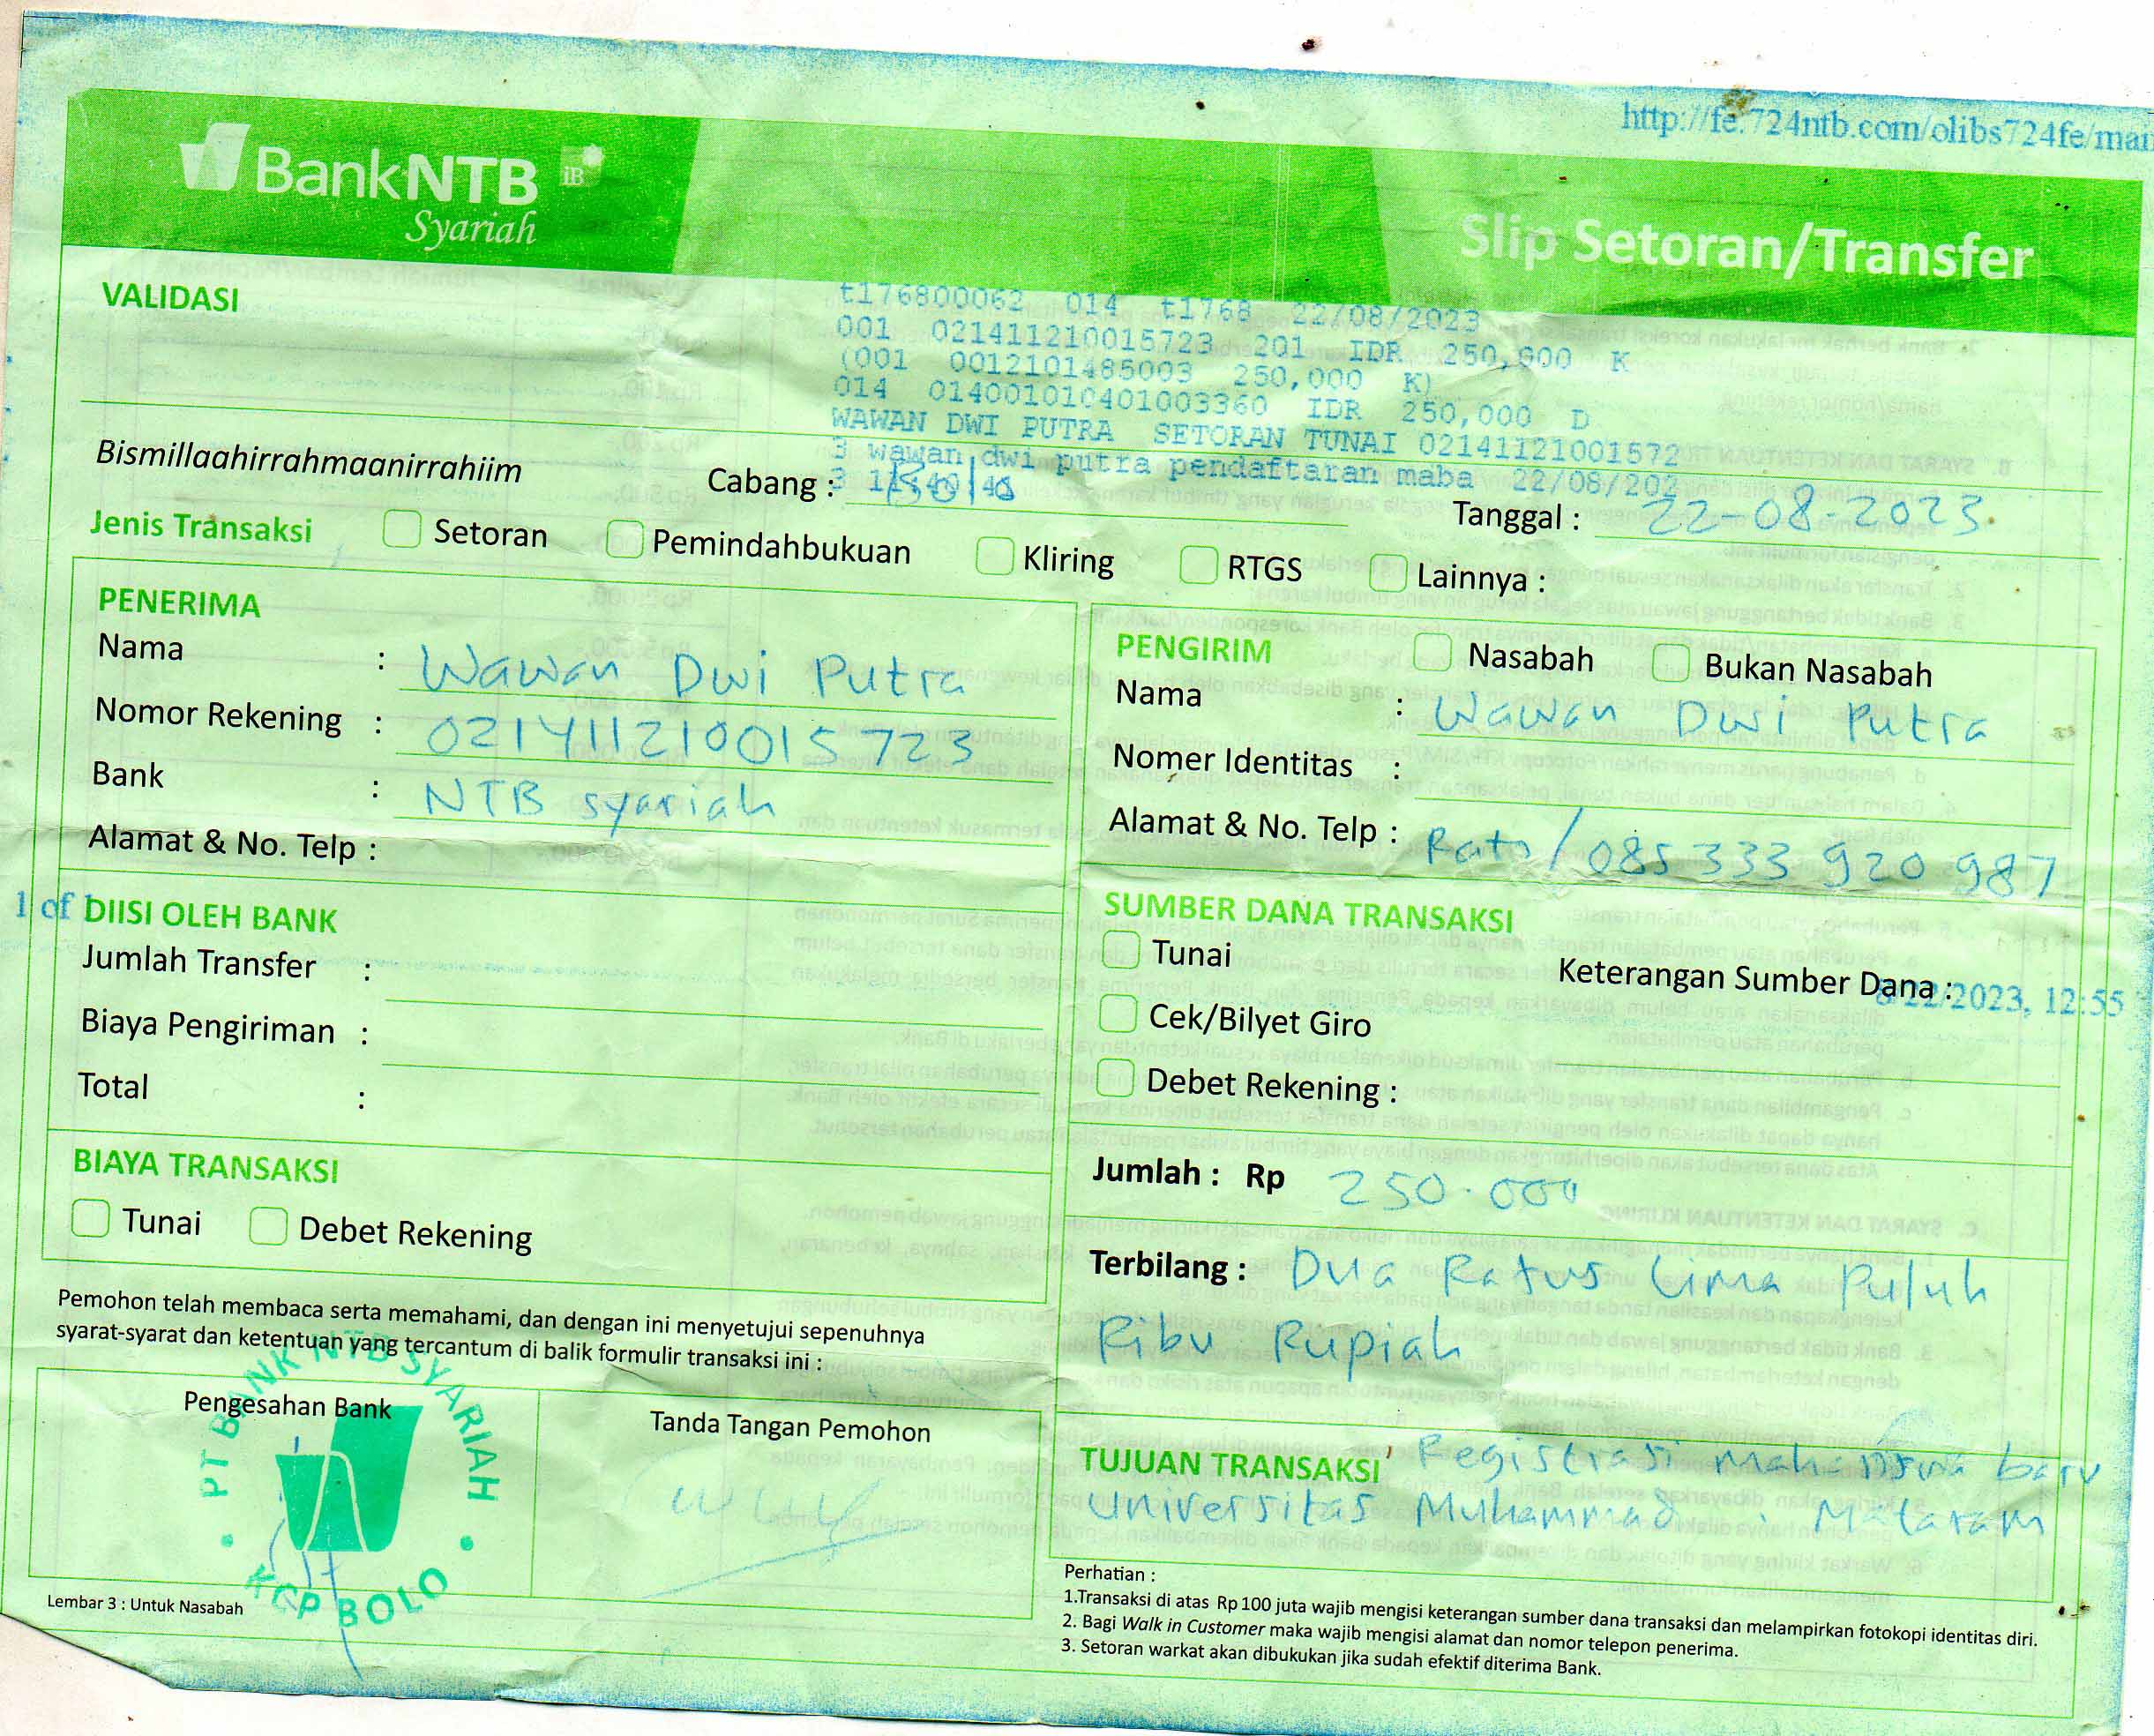 http://fe.724ntb.com/olibs724fe/mai
BankNTB iB
Syariah
Slip Setoran/Transfer
VALIDASI
t176800062 014 t1768 22/08/2023
001 021411210015723 201 IDR 250,000 K
(001 0012101485003 250,000 K)
014 014001010401003360 IDR 250,000 D
WAWAN DWI PUTRA SETORAN TUNAI 02141121001572
3 wawan dwi putra pendaftaran maba 22/08/202
Bismillaahirrahmaanirrahiim
Cabang :
Tanggal : 22-08-2023
Jenis Transaksi Setoran Pemindahbukuan Kliring RTGS Lainnya :
PENERIMA
Nama : Wawan Dwi Putra
Nomor Rekening : 021411210015723
Bank : NTB syariah
Alamat & No. Telp :
PENGIRIM Nasabah Bukan Nasabah
Nama : Wawan Dwi Putra
Nomer Identitas :
Alamat & No. Telp : Rato/085 333 920 987
1 of
DIISI OLEH BANK
Jumlah Transfer :
Biaya Pengiriman :
Total :
SUMBER DANA TRANSAKSI
Tunai
Keterangan Sumber Dana :
8/22/2023, 12:55
Cek/Bilyet Giro
Debet Rekening :
BIAYA TRANSAKSI
Tunai Debet Rekening
Jumlah : Rp 250.000
Terbilang : Dua Ratus Lima Puluh
Ribu Rupiah
Pemohon telah membaca serta memahami, dan dengan ini menyetujui sepenuhnya
syarat-syarat dan ketentuan yang tercantum di balik formulir transaksi ini :
Pengesahan Bank
PT BANK NTB SYARIAH
KCP BOLO
Tanda Tangan Pemohon
TUJUAN TRANSAKSI Registrasi mahasiswa baru
Universitas Muhammadi Mataram
Lembar 3 : Untuk Nasabah
Perhatian :
1.Transaksi di atas Rp 100 juta wajib mengisi keterangan sumber dana transaksi dan melampirkan fotokopi identitas diri.
2. Bagi Walk in Customer maka wajib mengisi alamat dan nomor telepon penerima.
3. Setoran warkat akan dibukukan jika sudah efektif diterima Bank.